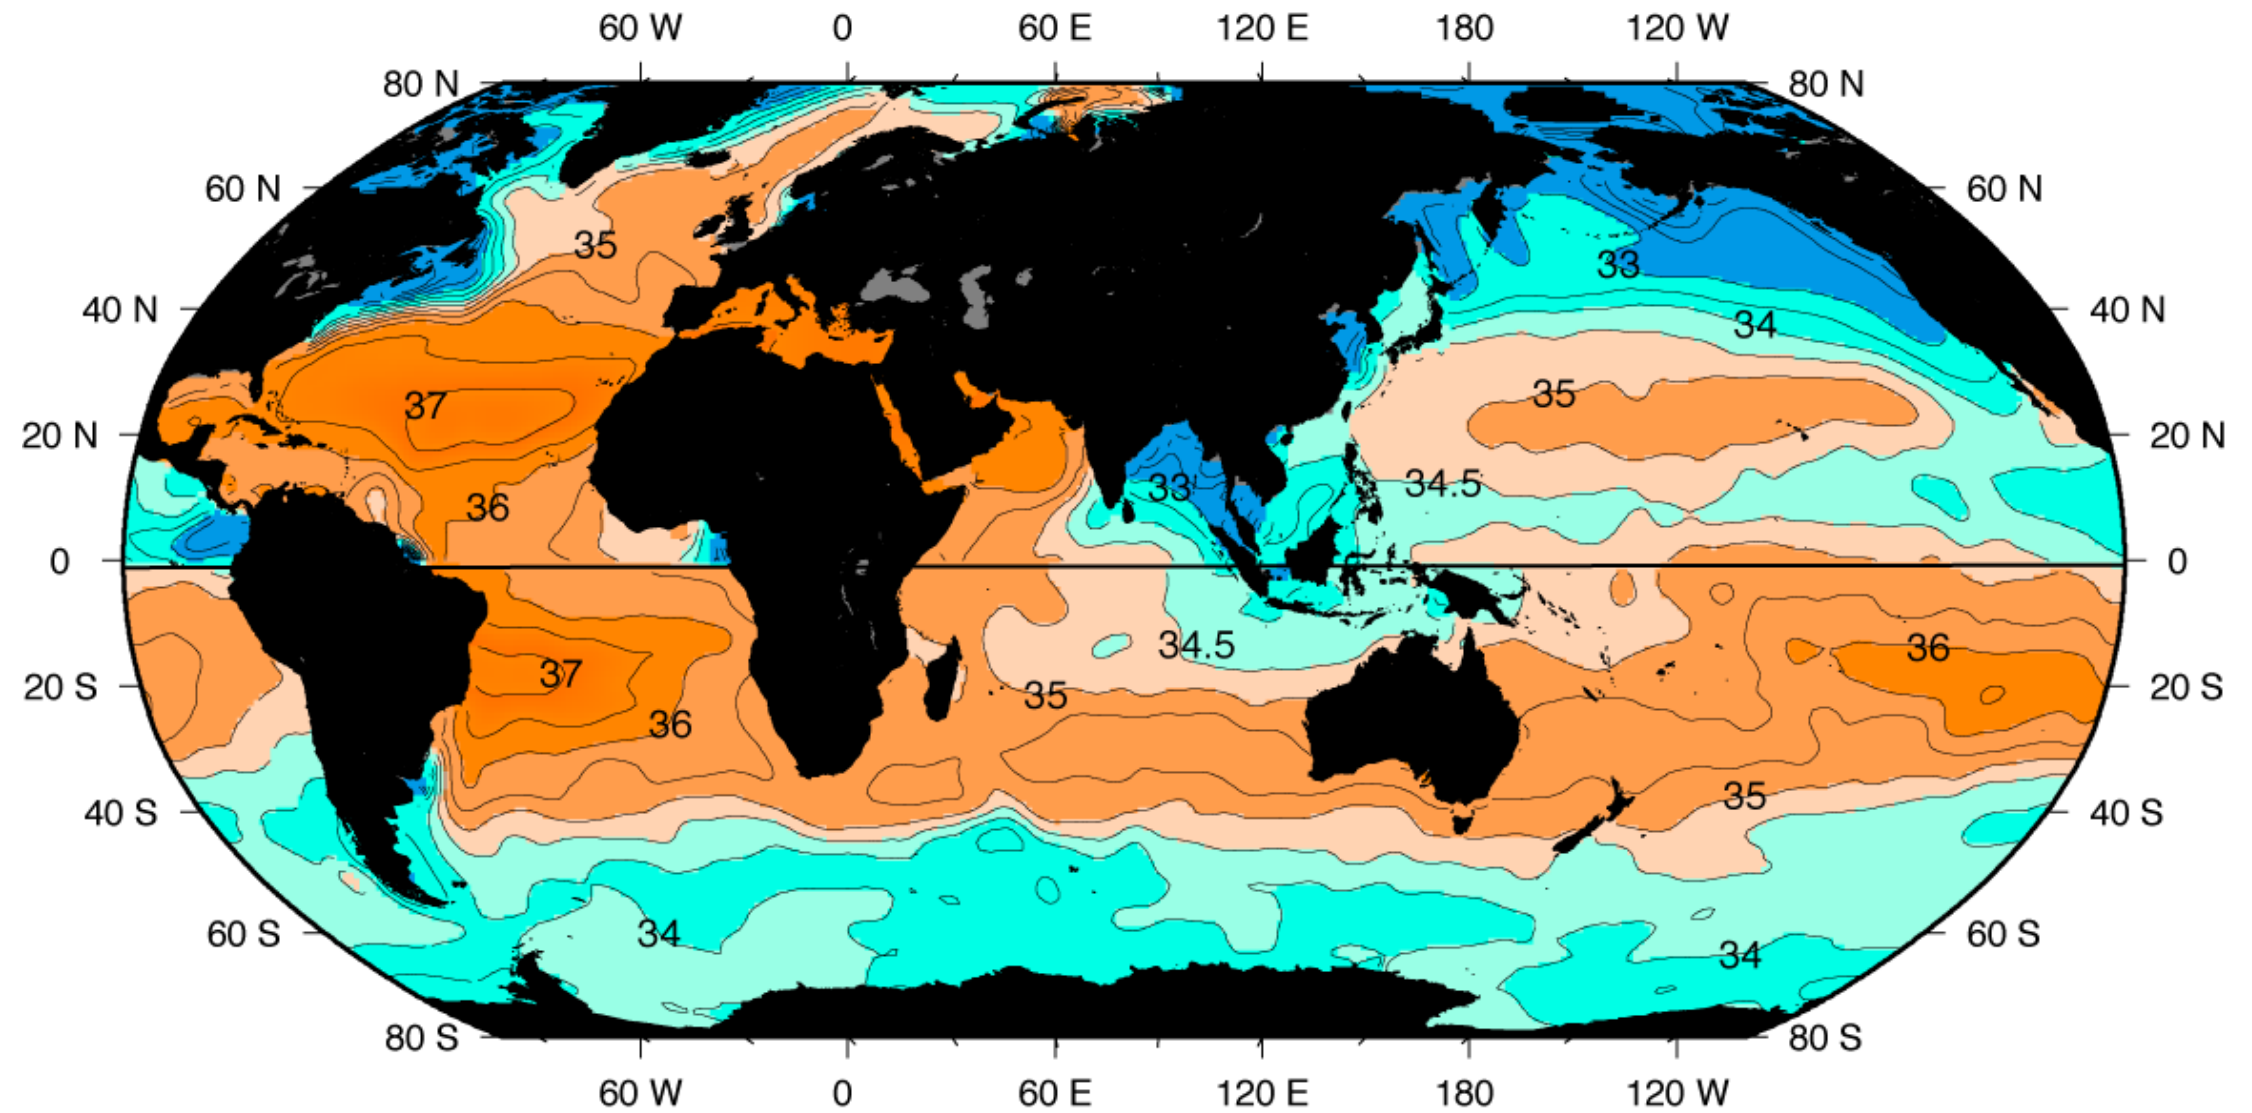 60 W 0 60 E 120 E 180 120 W
80 N 80 N
60 N 60 N
35
33
40 N 40 N
34
35
37
20 N 20 N
34.5
33
36
0 0
34.5 36
37
20 S 35 20 S
36
35
40 S 40 S
60 S 34 60 S
34
80 S 80 S
60 W 0 60 E 120 E 180 120 W